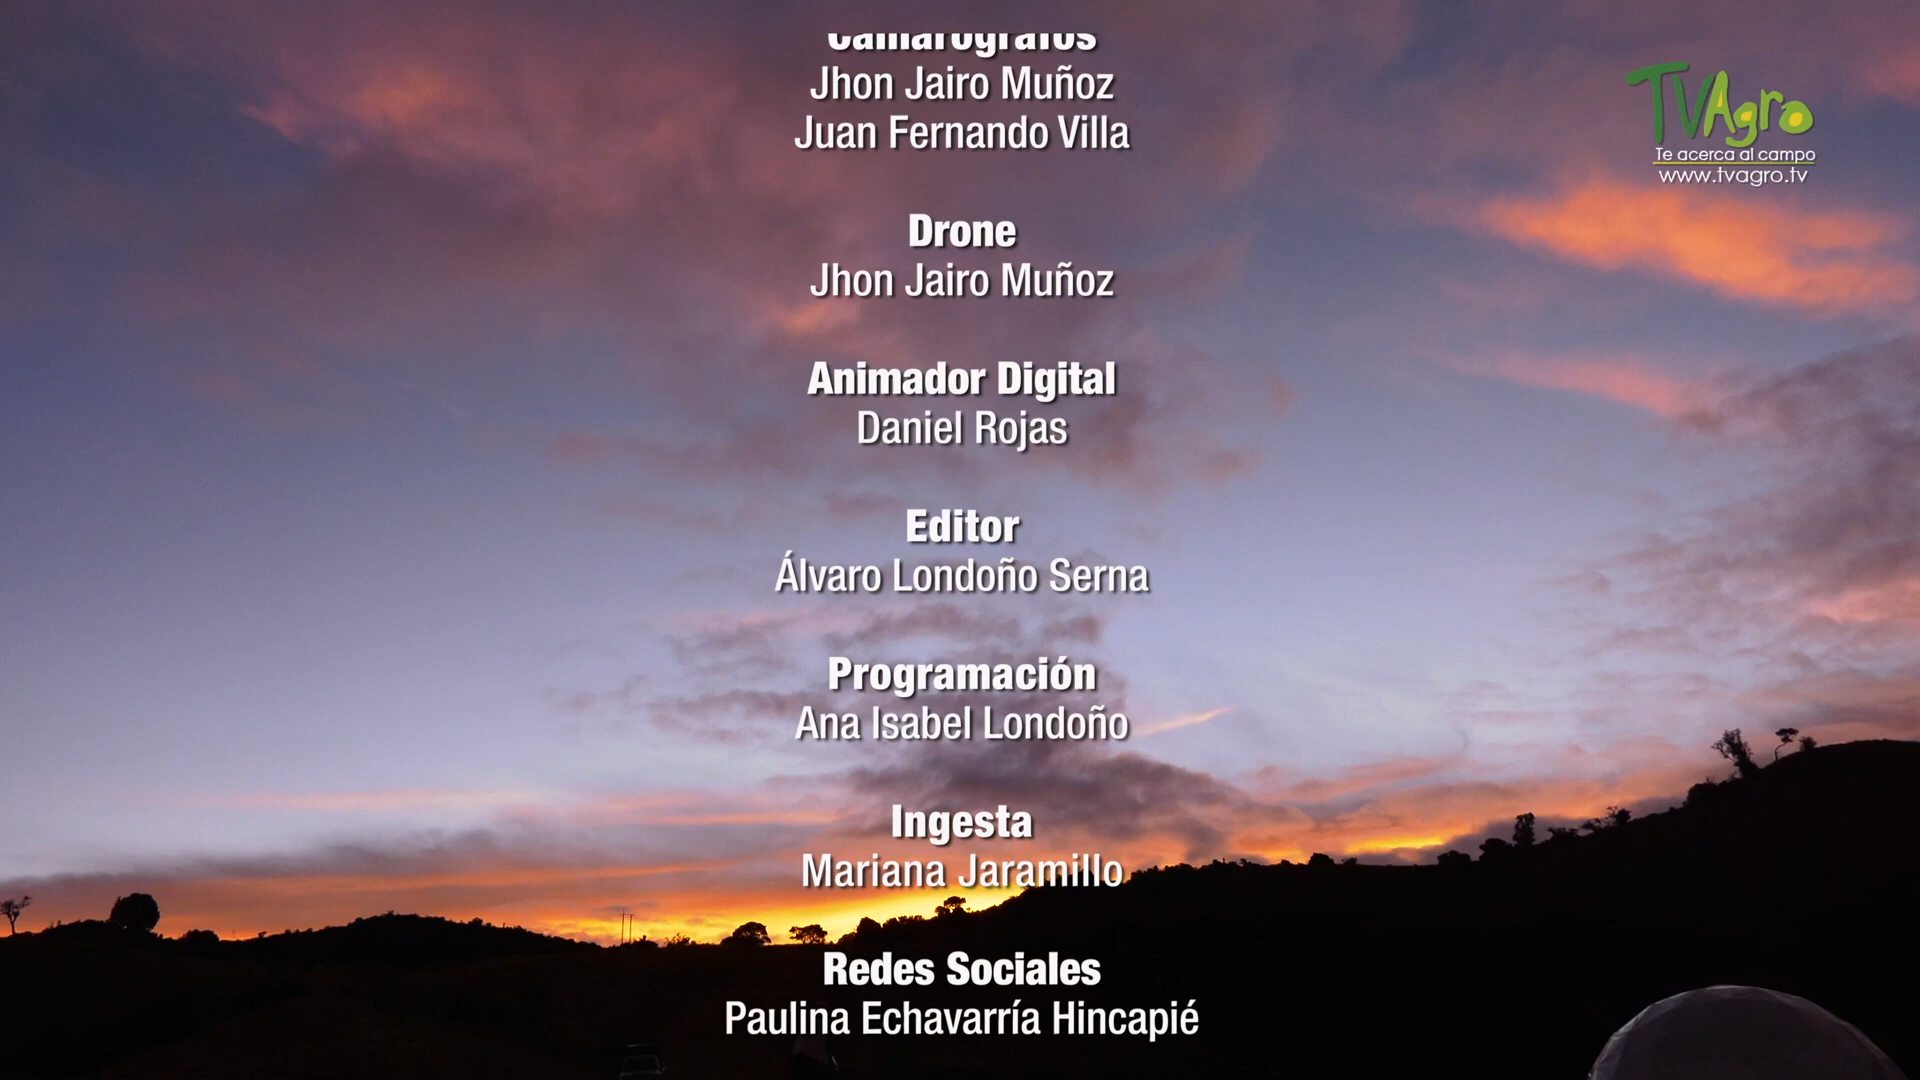 Camarógrafos
Jhon Jairo Muñoz
Juan Fernando Villa
TVAgro
Te acerca al campo
www.tvagro.tv
Drone
Jhon Jairo Muñoz
Animador Digital
Daniel Rojas
Editor
Álvaro Londoño Serna
Programación
Ana Isabel Londoño
Ingesta
Mariana Jaramillo
Redes Sociales
Paulina Echavarría Hincapié